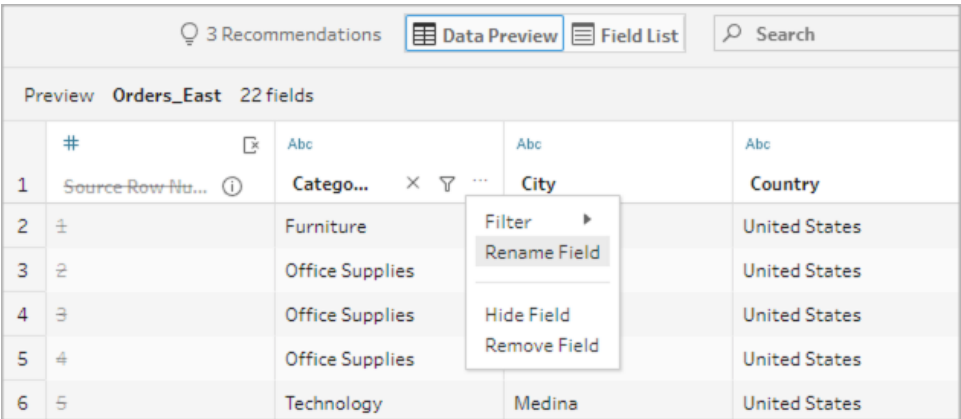 3 Recommendations Data Preview Field List Search
Preview Orders_East 22 fields
# Abc Abc Abc
1 Source Row Nu... Catego... City Country
2 1 Furniture United States
Filter
Rename Field
3 2 Office Supplies United States
4 3 Office Supplies United States
Hide Field
Remove Field
5 4 Office Supplies United States
6 5 Technology Medina United States